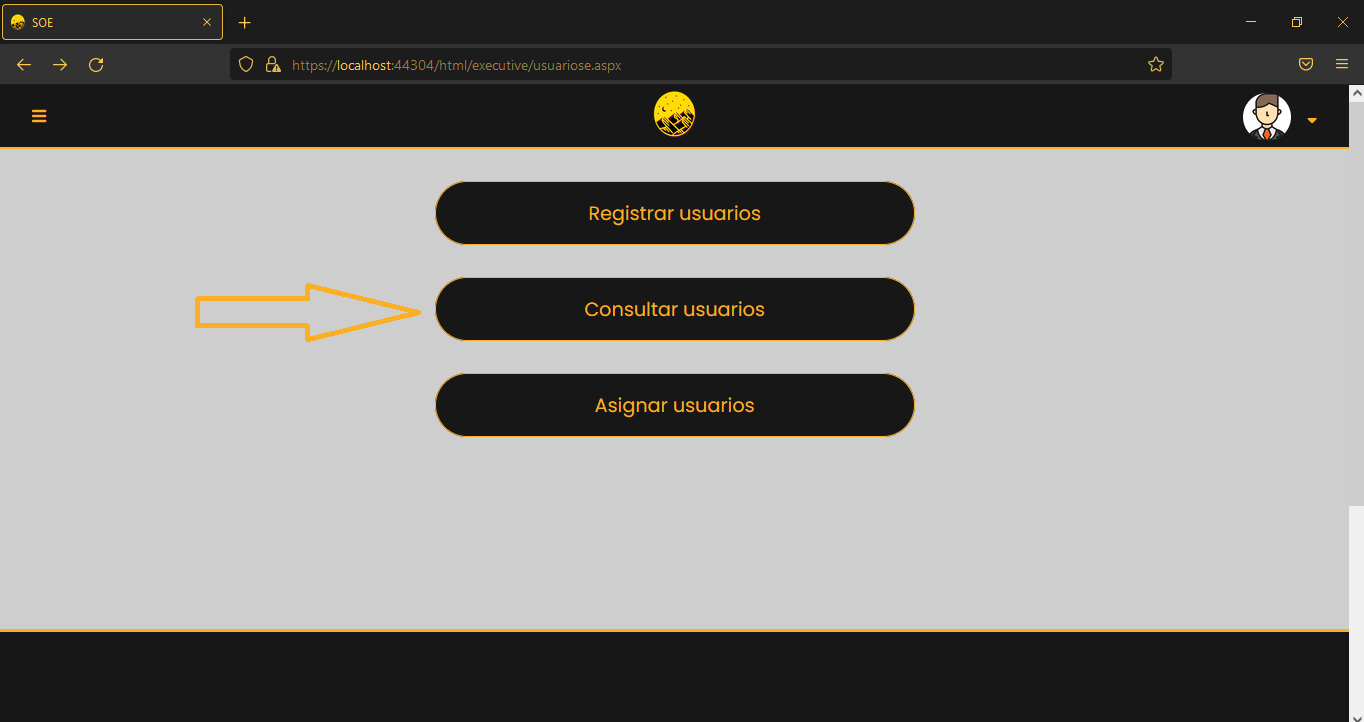 SOE
https://localhost:44304/html/executive/usuariose.aspx
Registrar usuarios
Consultar usuarios
Asignar usuarios